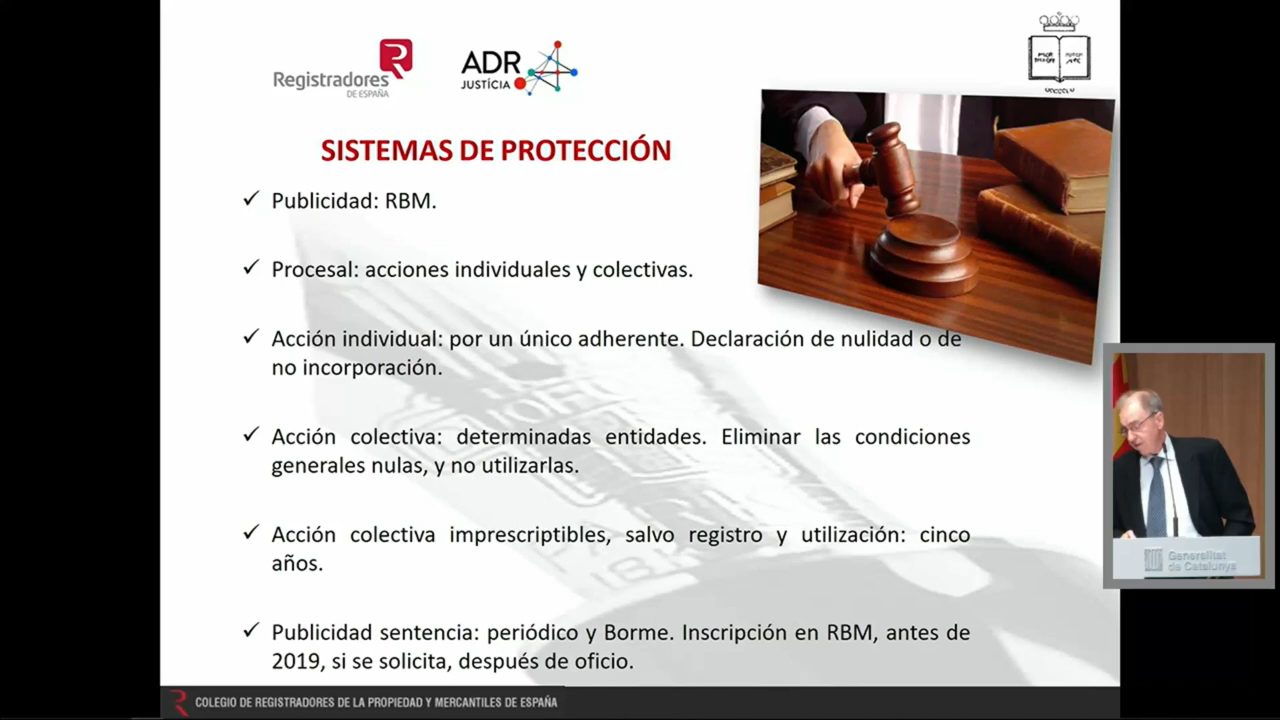 Registradores
DE ESPAÑA
ADR
JUSTÍCIA
SISTEMAS DE PROTECCIÓN
Publicidad: RBM.
Procesal: acciones individuales y colectivas.
Acción individual: por un único adherente. Declaración de nulidad o de
no incorporación.
Acción colectiva: determinadas entidades. Eliminar las condiciones
generales nulas, y no utilizarlas.
Acción colectiva imprescriptibles, salvo registro y utilización: cinco
años.
Publicidad sentencia: periódico y Borme. Inscripción en RBM, antes de
2019, si se solicita, después de oficio.
Generalitat
de Catalunya
COLEGIO DE REGISTRADORES DE LA PROPIEDAD Y MERCANTILES DE ESPAÑA